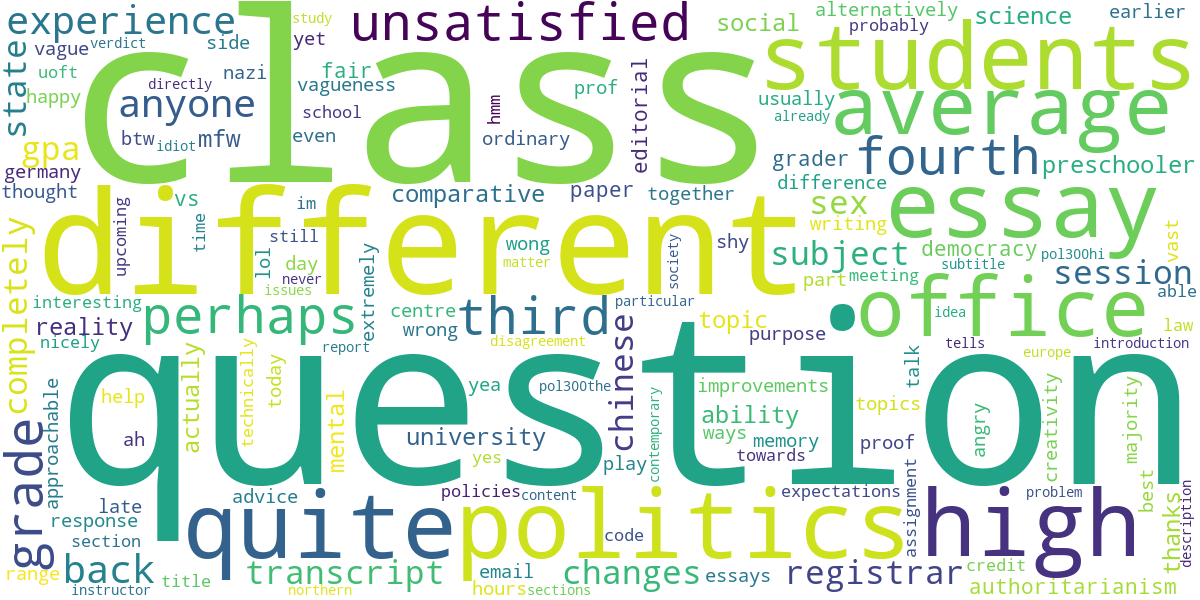 experience
unsatisfied
social
alternatively
science
earlier
students
class
vague
verdict
side
study
yet
probably
state
uoft
nazi
fair
vagueness
prof
editorial
usually
already
average
happy
directly
school
hmm
anyone
btw
idiot
mfw
even
ordinary
gpa
grader
fourth
preschooler
germany
thought
vs
comparative
paper
together
difference
sex
essay
completely
different
upcoming
time
im
still
lol
day
never
issues
extremely
wong
matter
society
shy
writing
subject
democracy
subtitle
pol300hi
vast
part
meeting
session
able
interesting
perhaps
centre
third
particular
office
idea
law
reality
wrong
chinese
topic
purpose
tells
introduction
nicely
report
disagreement
talk
europe
question
approachable
help
actually
technically
today
mental
yea
pol300the
contemporary
improvements
topics
angry
creativity
majority
ah
university
yes
ability
ways
memory
towards
play
proof
grade
late
advice
policies
content
expectations
assignment
problem
best
response
section
quite
politics
code
high
thanks
description
range
back
title
transcript
email
changes
essays
registrar
credit
instructor
northern
hours
sections
authoritarianism